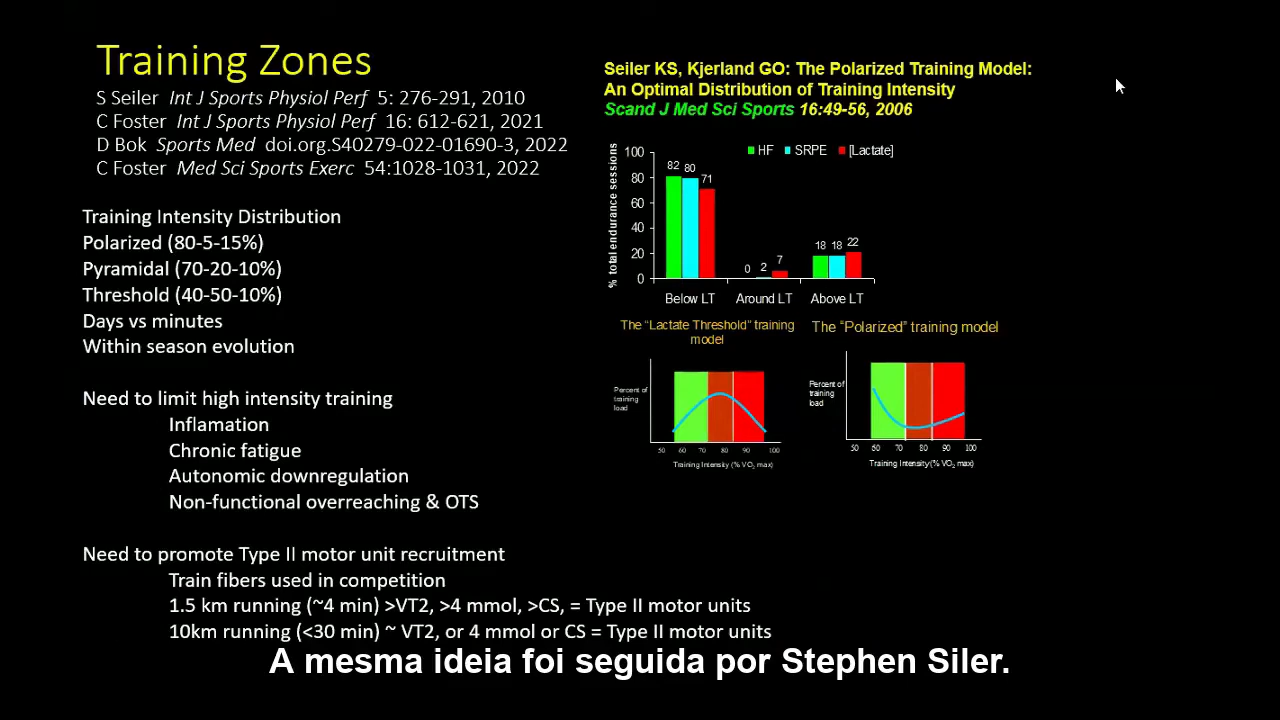 Training Zones
S Seiler Int J Sports Physiol Perf 5: 276-291, 2010
C Foster Int J Sports Physiol Perf 16: 612-621, 2021
D Bok Sports Med doi.org.S40279-022-01690-3, 2022
C Foster Med Sci Sports Exerc 54:1028-1031, 2022
Training Intensity Distribution
Polarized (80-5-15%)
Pyramidal (70-20-10%)
Threshold (40-50-10%)
Days vs minutes
Within season evolution
Need to limit high intensity training
Inflamation
Chronic fatigue
Autonomic downregulation
Non-functional overreaching & OTS
Need to promote Type II motor unit recruitment
Train fibers used in competition
1.5 km running (~4 min) >VT2, >4 mmol, >CS, = Type II motor units
10km running (<30 min) ~ VT2, or 4 mmol or CS = Type II motor units
Seiler KS, Kjerland GO: The Polarized Training Model:
An Optimal Distribution of Training Intensity
Scand J Med Sci Sports 16:49-56, 2006
HF SRPE [Lactate]
% total endurance sessions
100
80
60
40
20
0
82 80 71
0 2 7
18 18 22
Below LT Around LT Above LT
The "Lactate Threshold" training
model
Percent of
training
load
50 60 70 80 90 100
Training Intensity (% VO2 max)
The "Polarized" training model
Percent of
training
load
50 60 70 80 90 100
Training Intensity (% VO2 max)
A mesma ideia foi seguida por Stephen Siler.